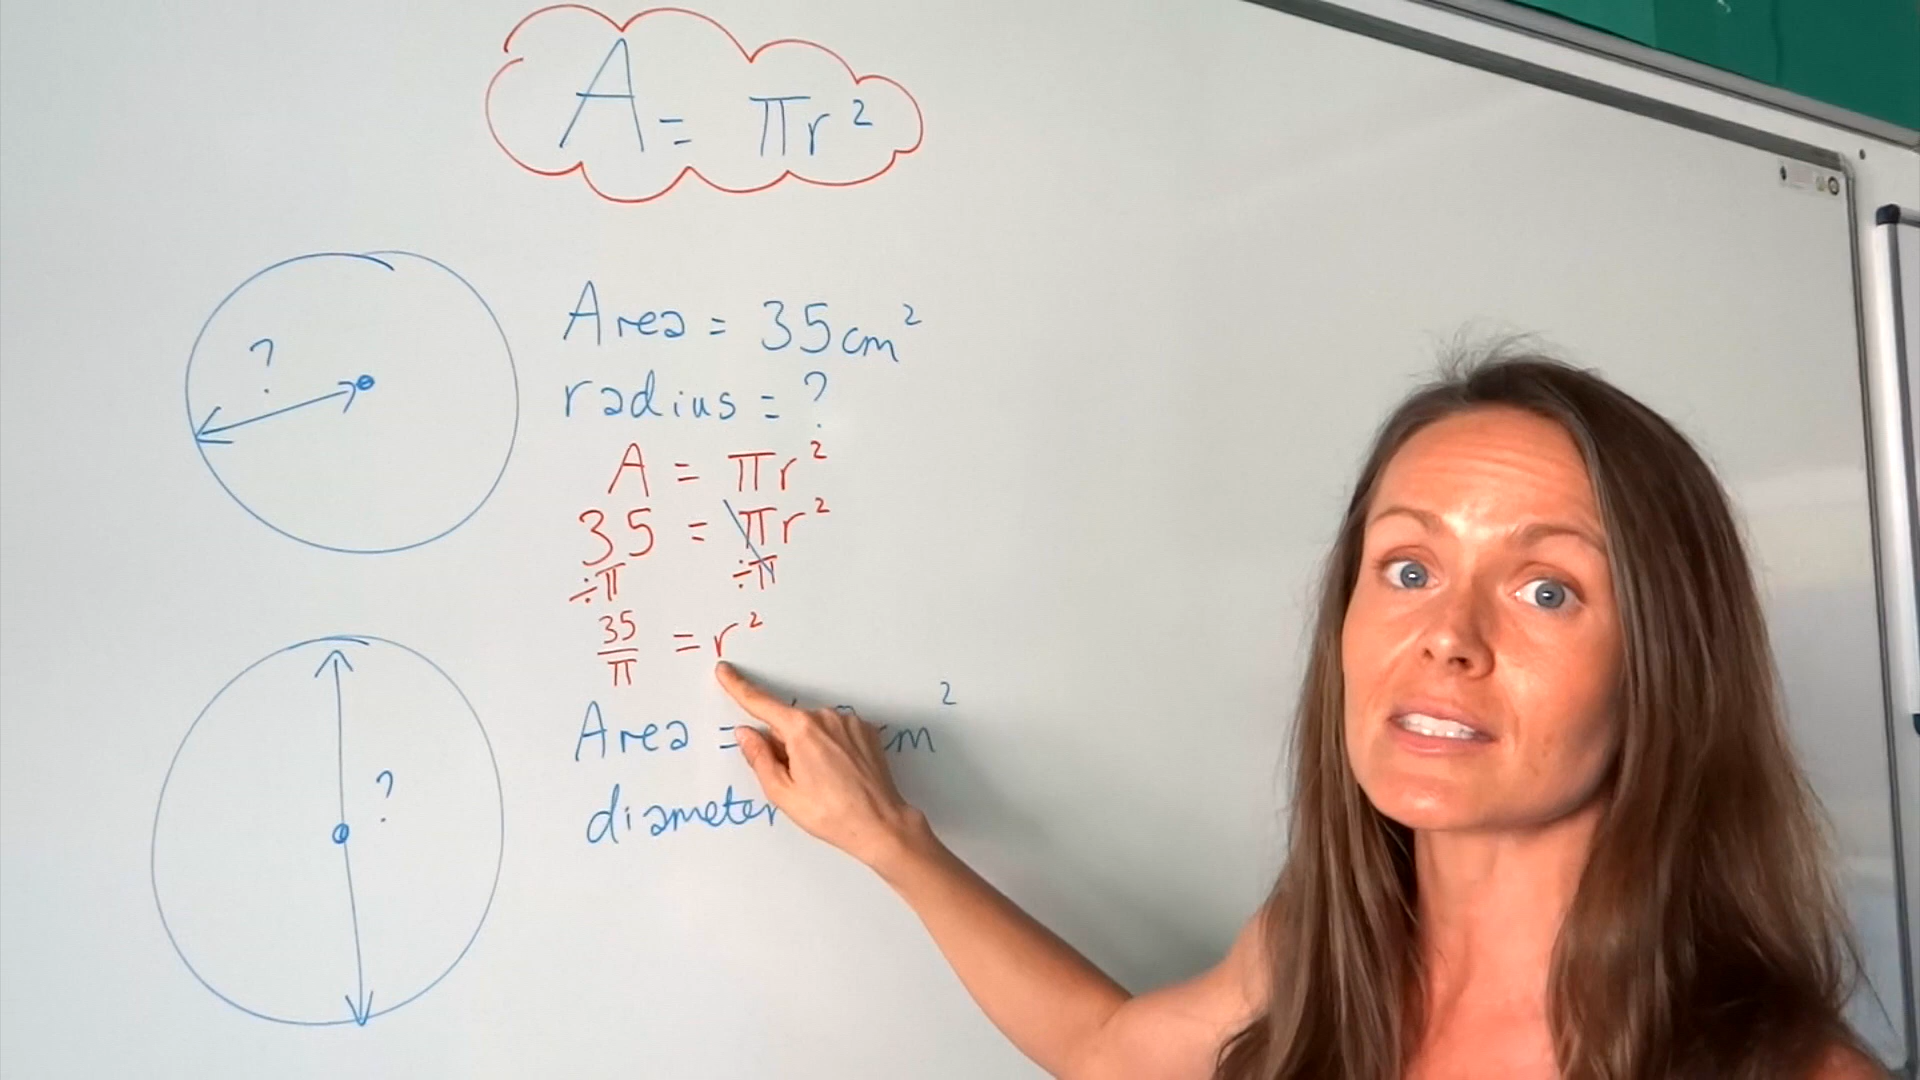 A = πr²
?
Area = 35cm²
radius = ?
A = πr²
35 = πr²
÷π ÷π
35/π = r²
Area = cm²
?
diameter